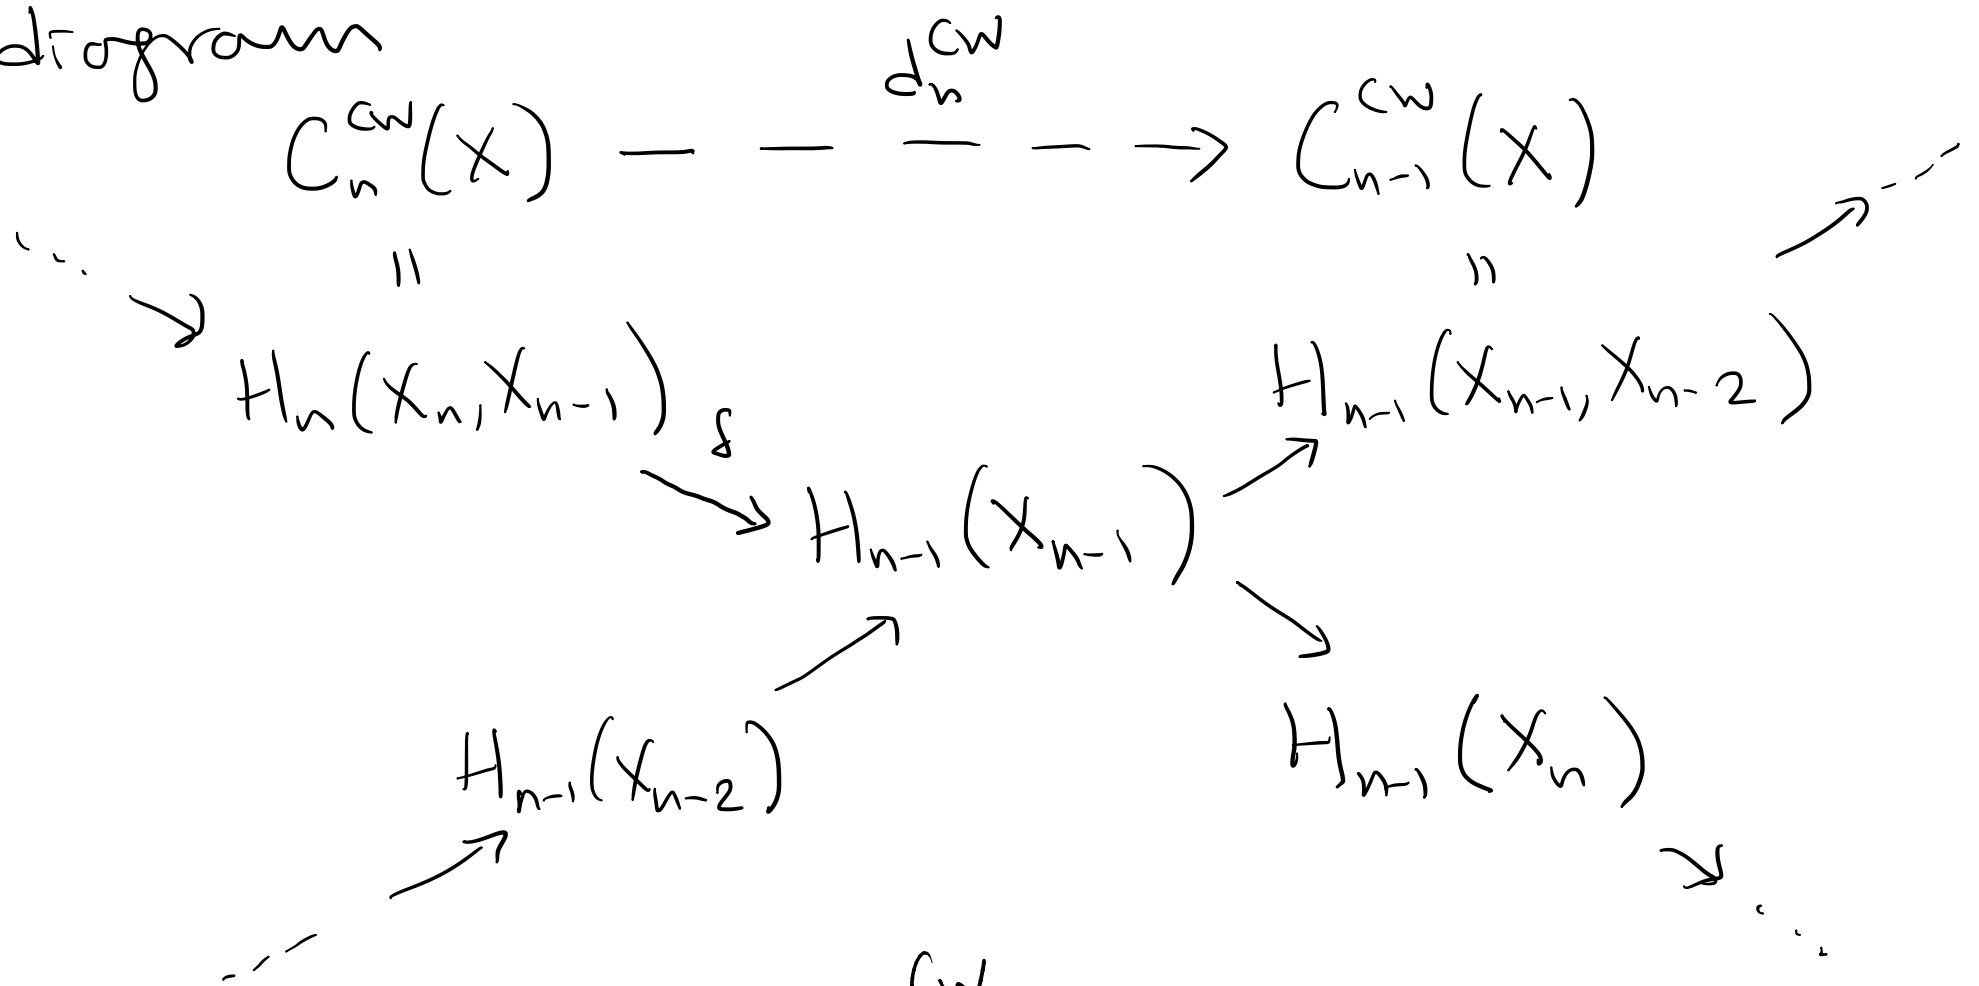 diagram
d_n^{CW}
C_n^{CW}(X) — — — — → C_{n-1}^{CW}(X)
|| ||
H_n(X_n, X_{n-1}) H_{n-1}(X_{n-1}, X_{n-2})
δ
H_{n-1}(X_{n-1})
H_{n-1}(X_{n-2}) H_{n-1}(X_n)
CW